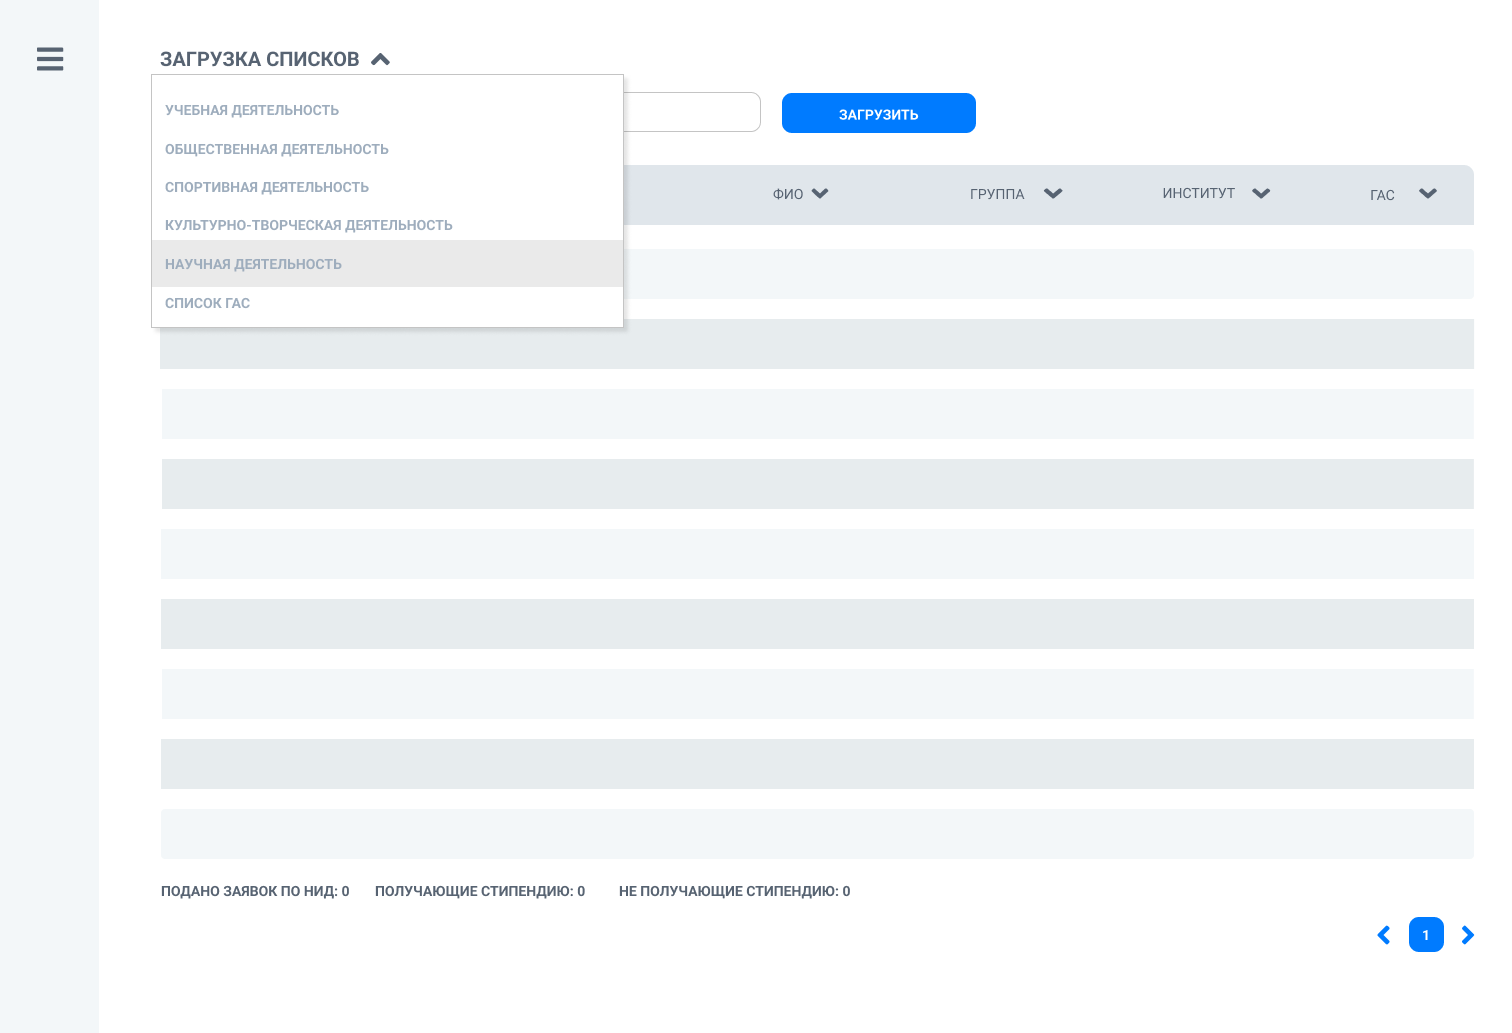 ЗАГРУЗКА СПИСКОВ
УЧЕБНАЯ ДЕЯТЕЛЬНОСТЬ
ОБЩЕСТВЕННАЯ ДЕЯТЕЛЬНОСТЬ
СПОРТИВНАЯ ДЕЯТЕЛЬНОСТЬ
КУЛЬТУРНО-ТВОРЧЕСКАЯ ДЕЯТЕЛЬНОСТЬ
НАУЧНАЯ ДЕЯТЕЛЬНОСТЬ
СПИСОК ГАС
ЗАГРУЗИТЬ
ФИО ГРУППА ИНСТИТУТ ГАС
ПОДАНО ЗАЯВОК ПО НИД: 0 ПОЛУЧАЮЩИЕ СТИПЕНДИЮ: 0 НЕ ПОЛУЧАЮЩИЕ СТИПЕНДИЮ: 0
1